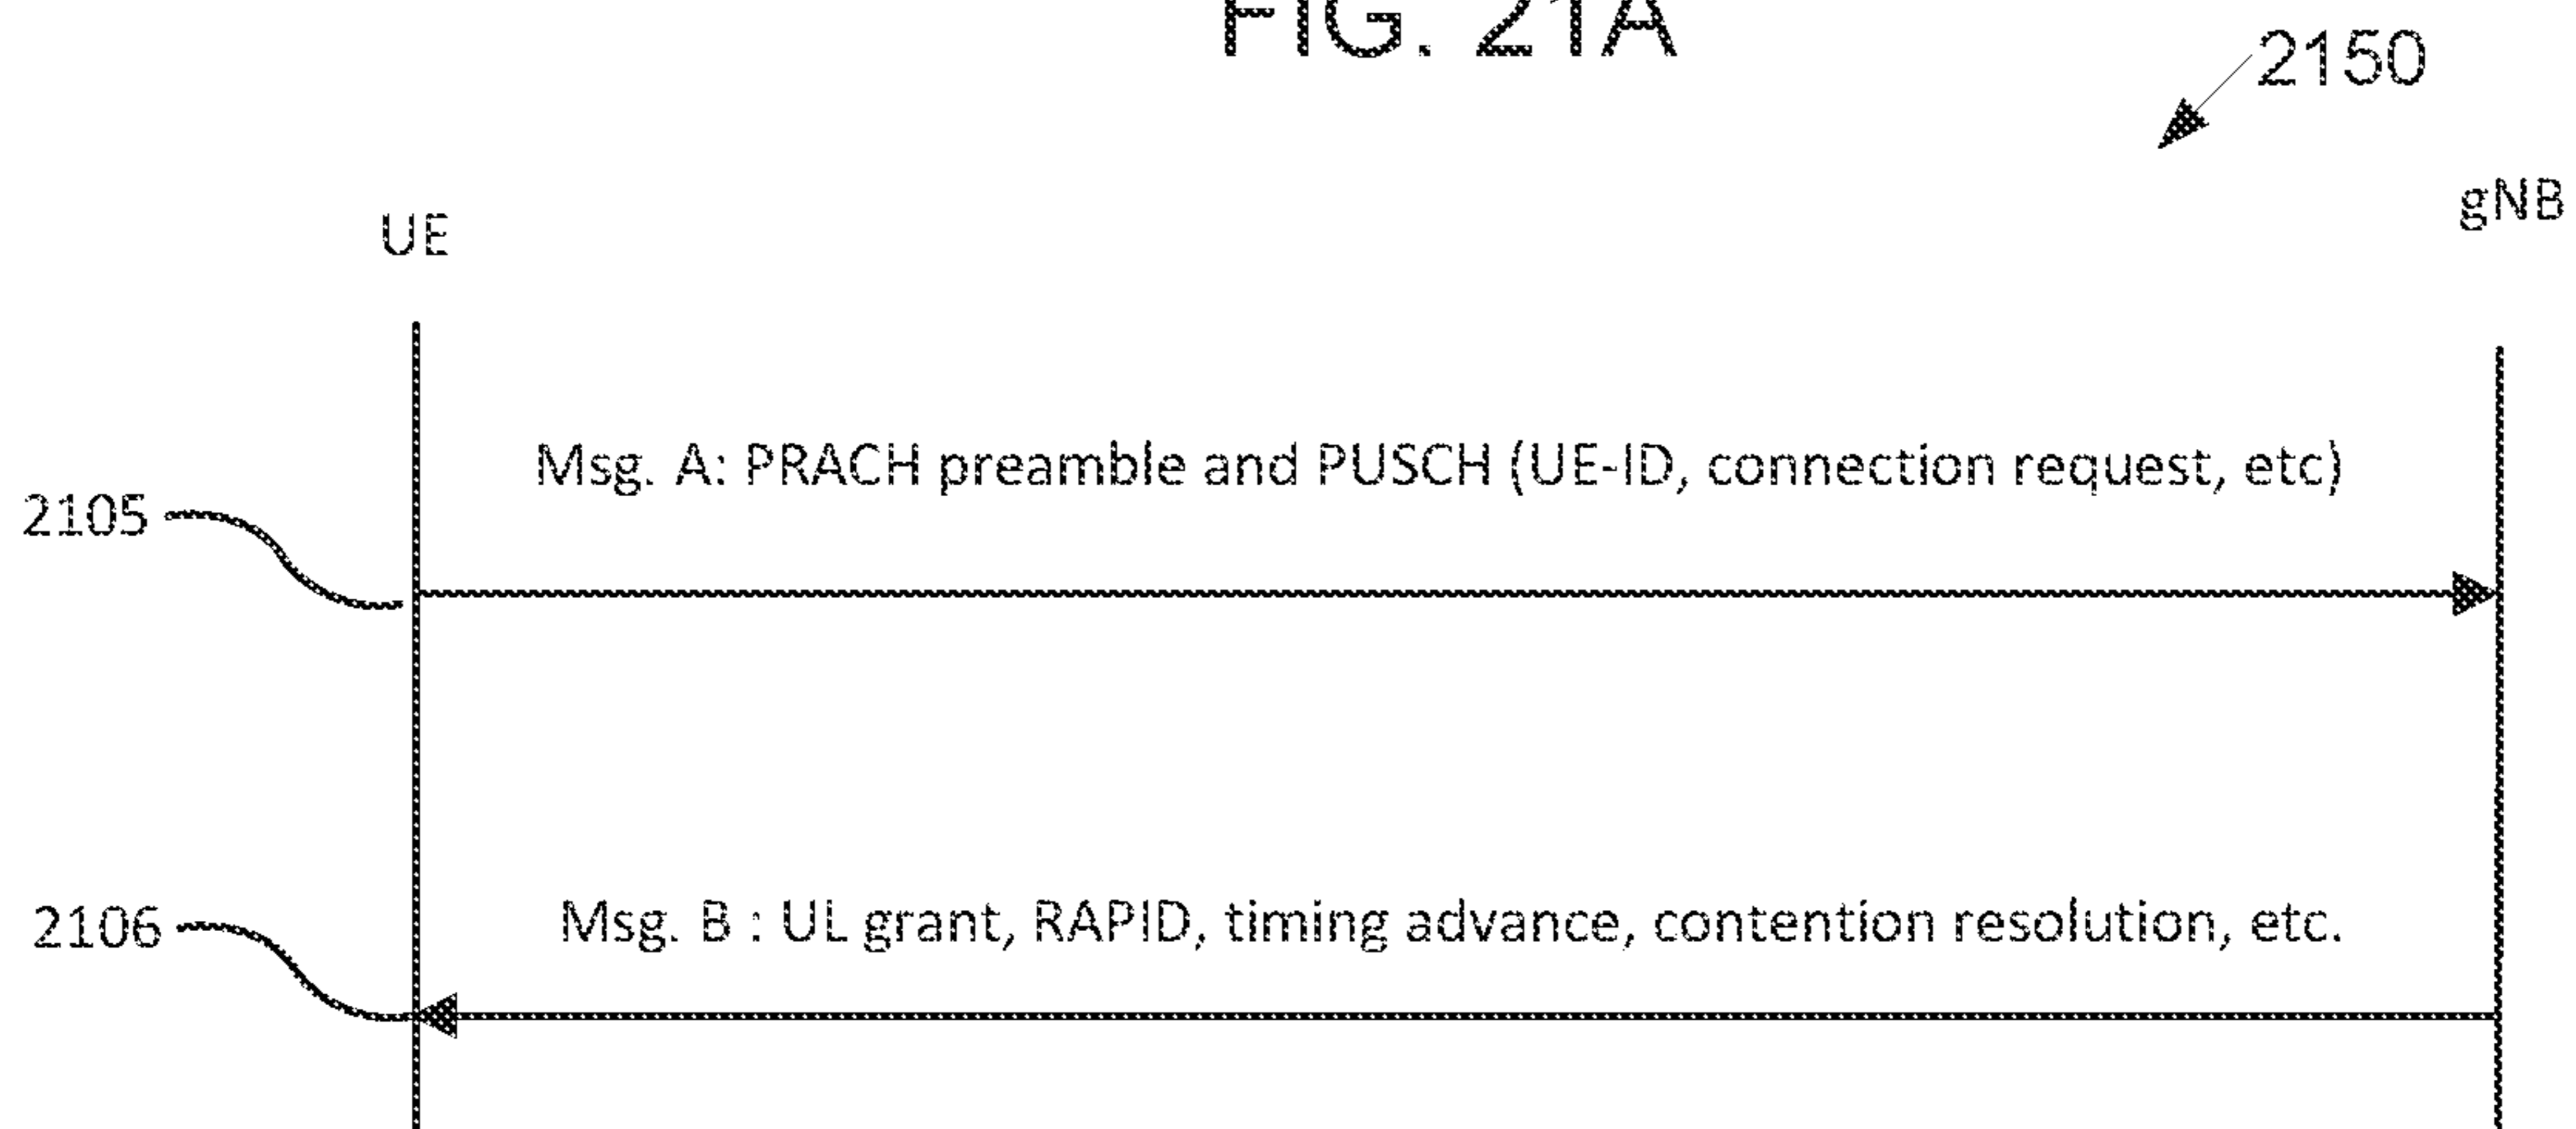 FIG. 21A
2150
UE
gNB
Msg. A: PRACH preamble and PUSCH (UE-ID, connection request, etc)
2105
Msg. B : UL grant, RAPID, timing advance, contention resolution, etc.
2106